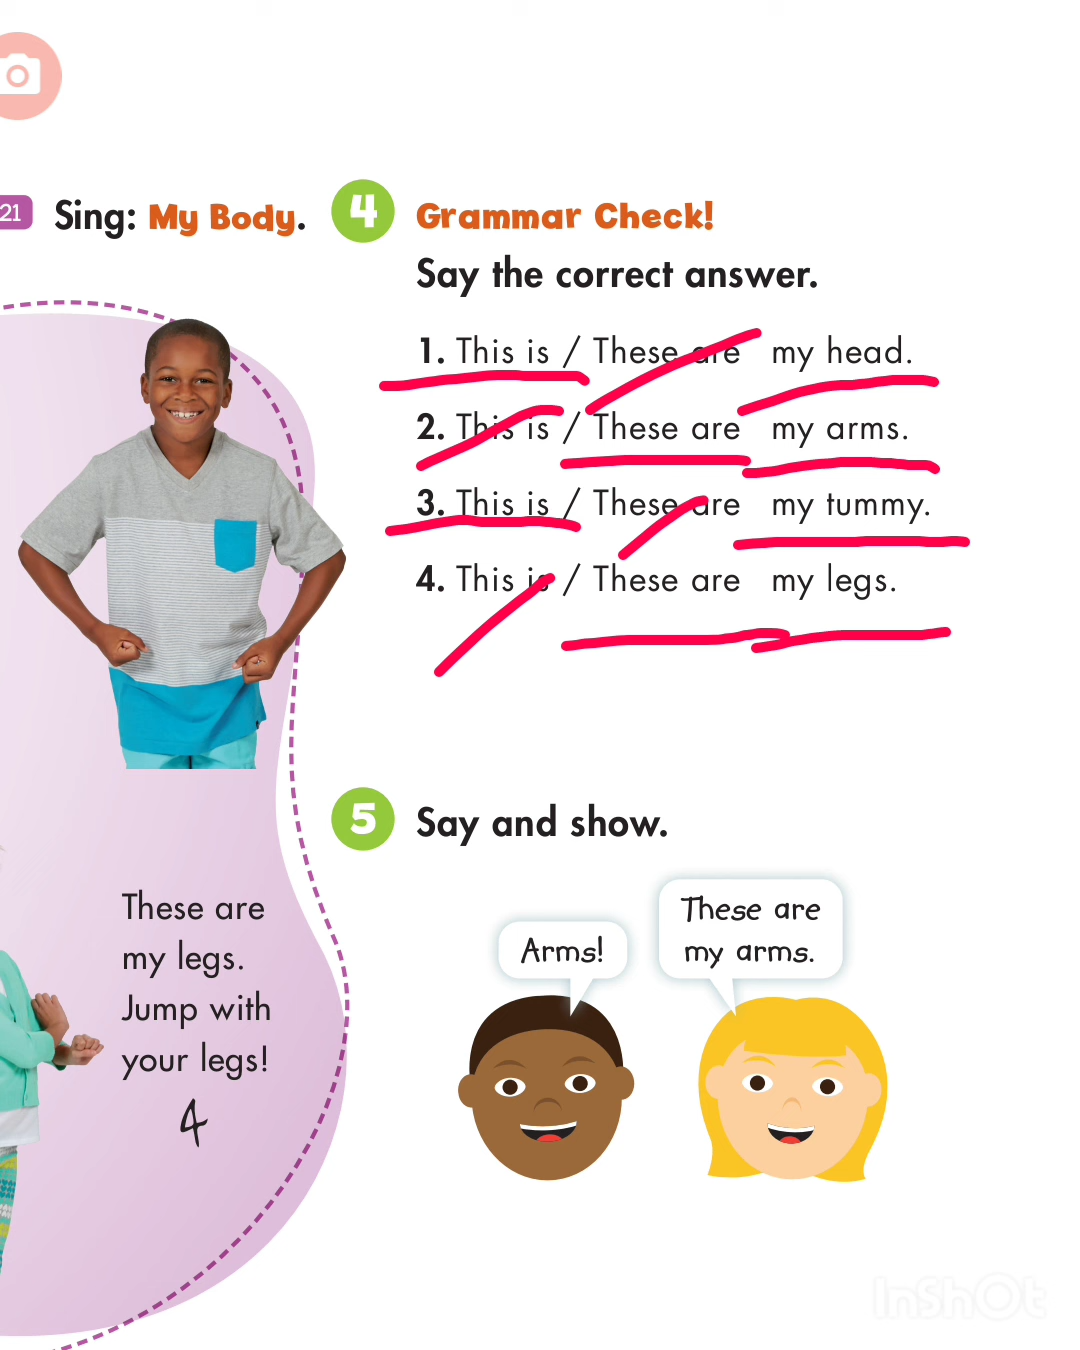 21 Sing: My Body.
4 Grammar Check!
Say the correct answer.
1. This is / These are my head.
2. This is / These are my arms.
3. This is / These are my tummy.
4. This is / These are my legs.
These are
my legs.
Jump with
your legs!
4
5 Say and show.
Arms!
These are
my arms.
InShOt